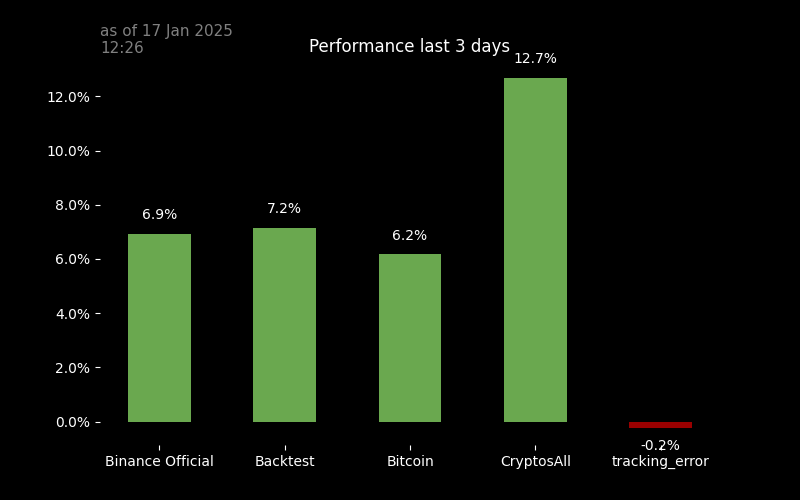 as of 17 Jan 2025
12:26
Performance last 3 days
12.7%
12.0%
10.0%
8.0%
6.0%
4.0%
2.0%
0.0%
6.9%
7.2%
6.2%
-0.2%
Binance Official
Backtest
Bitcoin
CryptosAll
tracking_error